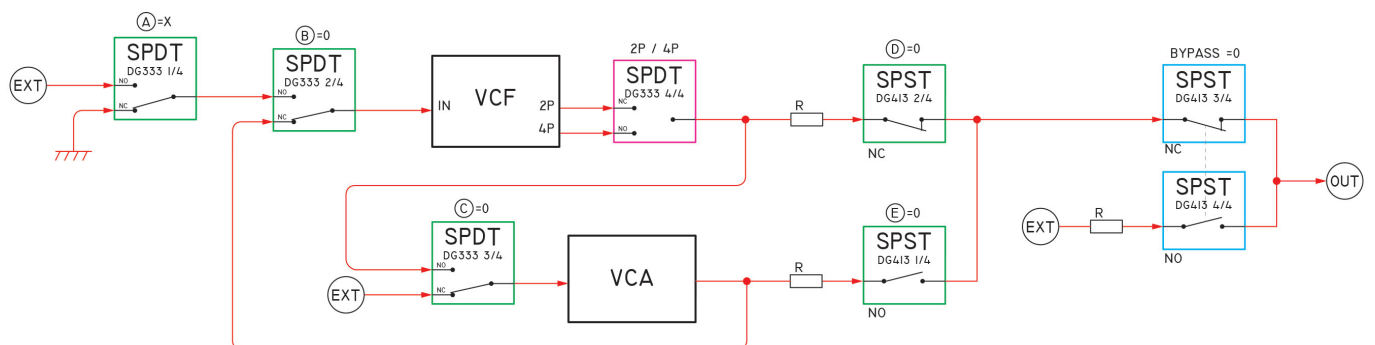 Ⓐ=X
SPDT
DG333 1/4
NO
NC
EXT
Ⓑ=0
SPDT
DG333 2/4
NO
NC
IN
VCF
2P
4P
2P / 4P
SPDT
DG333 4/4
NC
NO
R
Ⓓ=0
SPST
DG413 2/4
NC
BYPASS =0
SPST
DG413 3/4
NC
SPST
DG413 4/4
NO
EXT
R
OUT
Ⓒ=0
SPDT
DG333 3/4
NO
NC
EXT
VCA
R
Ⓔ=0
SPST
DG413 1/4
NO